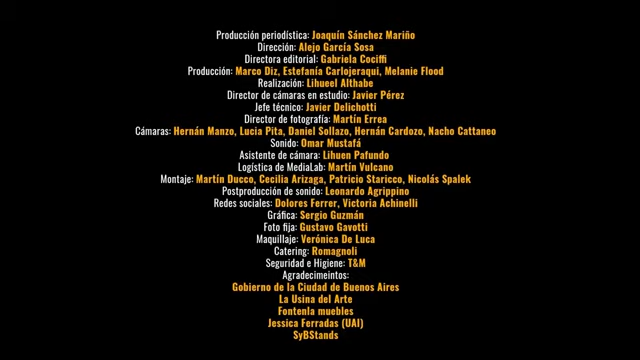 Producción periodística: Joaquín Sánchez Mariño
Dirección: Alejo García Sosa
Directora editorial: Gabriela Cociffi
Producción: Marco Diz, Estefanía Carlojeraqui, Melanie Flood
Realización: Lihueel Althabe
Director de cámaras en estudio: Javier Pérez
Jefe técnico: Javier Delichotti
Director de fotografía: Martín Errea
Cámaras: Hernán Manzo, Lucia Pita, Daniel Sollazo, Hernán Cardozo, Nacho Cattaneo
Sonido: Omar Mustafá
Asistente de cámara: Lihuen Pafundo
Logística de MediaLab: Martín Vulcano
Montaje: Martín Ducco, Cecilia Arizaga, Patricio Staricco, Nicolás Spalek
Postproducción de sonido: Leonardo Agrippino
Redes sociales: Dolores Ferrer, Victoria Achinelli
Gráfica: Sergio Guzmán
Foto fija: Gustavo Gavotti
Maquillaje: Verónica De Luca
Catering: Romagnoli
Seguridad e Higiene: T&M
Agradecimeintos:
Gobierno de la Ciudad de Buenos Aires
La Usina del Arte
Fontenla muebles
Jessica Ferradas (UAI)
SyBStands